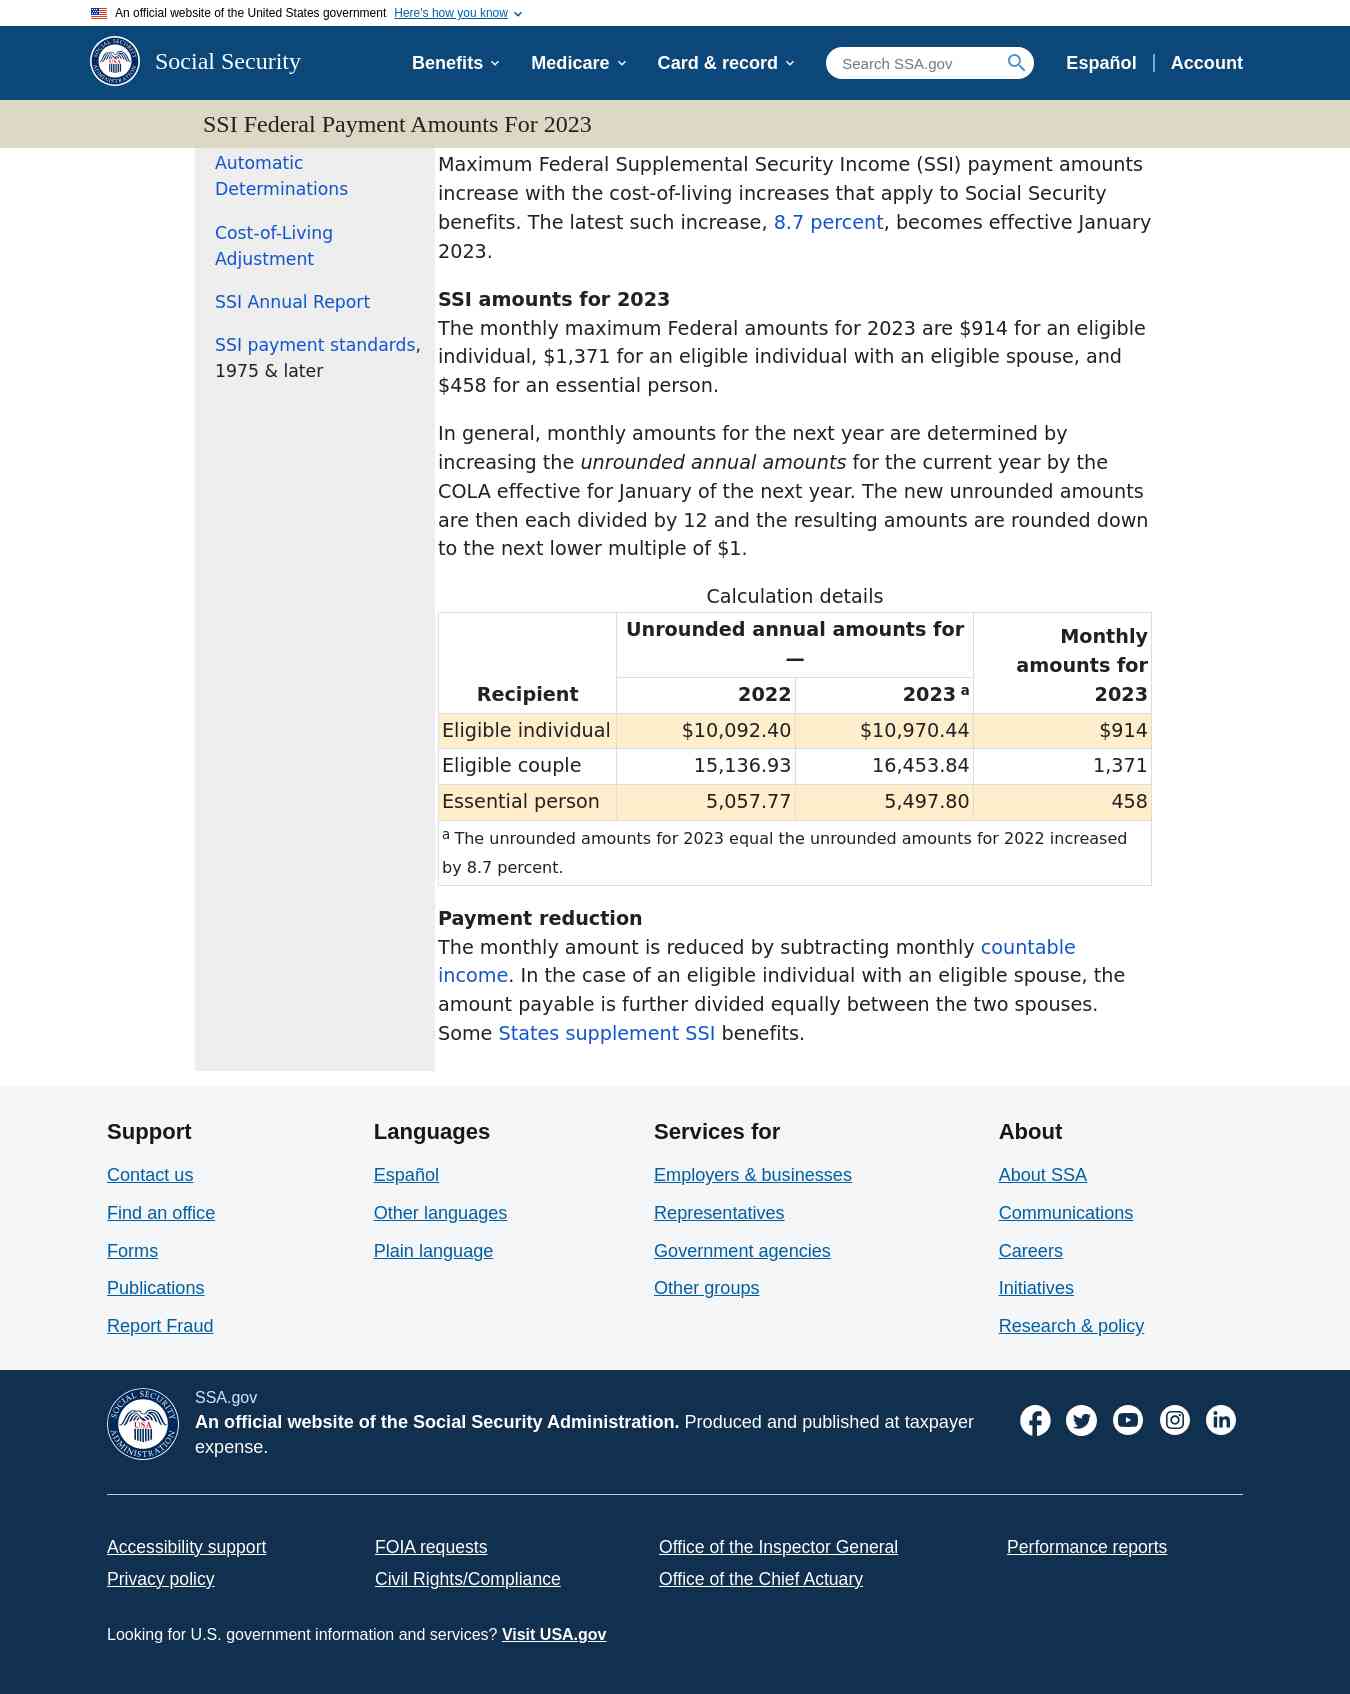 An official website of the United States government Here's how you know
Social Security
Benefits
Medicare
Card & record
Search SSA.gov
Español
Account
SSI Federal Payment Amounts For 2023
Automatic
Determinations
Cost-of-Living
Adjustment
SSI Annual Report
SSI payment standards,
1975 & later
Maximum Federal Supplemental Security Income (SSI) payment amounts
increase with the cost-of-living increases that apply to Social Security
benefits. The latest such increase, 8.7 percent, becomes effective January
2023.
SSI amounts for 2023
The monthly maximum Federal amounts for 2023 are $914 for an eligible
individual, $1,371 for an eligible individual with an eligible spouse, and
$458 for an essential person.
In general, monthly amounts for the next year are determined by
increasing the unrounded annual amounts for the current year by the
COLA effective for January of the next year. The new unrounded amounts
are then each divided by 12 and the resulting amounts are rounded down
to the next lower multiple of $1.
Calculation details
Recipient
Unrounded annual amounts for
—
2022 2023 a
Monthly
amounts for
2023
Eligible individual $10,092.40 $10,970.44 $914
Eligible couple 15,136.93 16,453.84 1,371
Essential person 5,057.77 5,497.80 458
a The unrounded amounts for 2023 equal the unrounded amounts for 2022 increased
by 8.7 percent.
Payment reduction
The monthly amount is reduced by subtracting monthly countable
income. In the case of an eligible individual with an eligible spouse, the
amount payable is further divided equally between the two spouses.
Some States supplement SSI benefits.
Support
Contact us
Find an office
Forms
Publications
Report Fraud
Languages
Español
Other languages
Plain language
Services for
Employers & businesses
Representatives
Government agencies
Other groups
About
About SSA
Communications
Careers
Initiatives
Research & policy
SOCIAL SECURITY
USA
ADMINISTRATION
SSA.gov
An official website of the Social Security Administration. Produced and published at taxpayer
expense.
Accessibility support
FOIA requests
Office of the Inspector General
Performance reports
Privacy policy
Civil Rights/Compliance
Office of the Chief Actuary
Looking for U.S. government information and services? Visit USA.gov